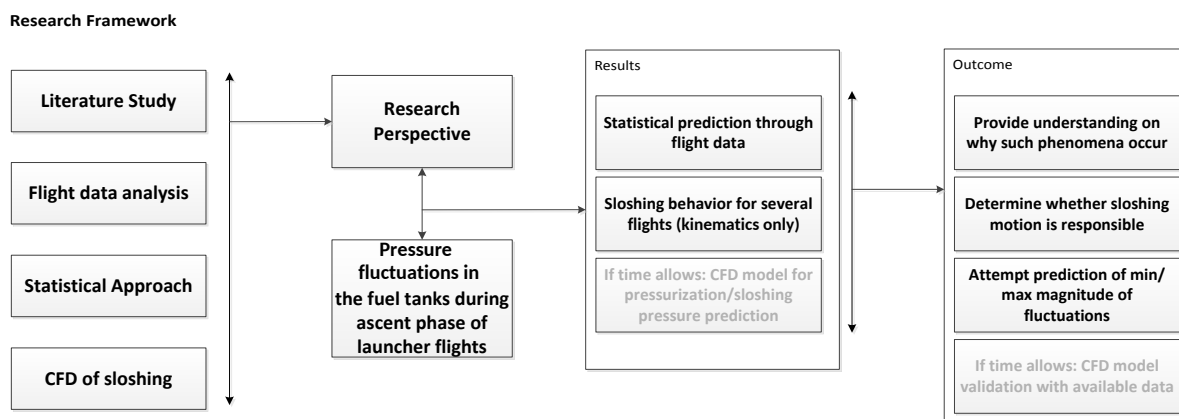 Research Framework
Literature Study
Flight data analysis
Statistical Approach
CFD of sloshing
Research
Perspective
Pressure
fluctuations in
the fuel tanks during
ascent phase of
launcher flights
Results
Statistical prediction through
flight data
Sloshing behavior for several
flights (kinematics only)
If time allows: CFD model for
pressurization/sloshing
pressure prediction
Outcome
Provide understanding on
why such phenomena occur
Determine whether sloshing
motion is responsible
Attempt prediction of min/
max magnitude of
fluctuations
If time allows: CFD model
validation with available data